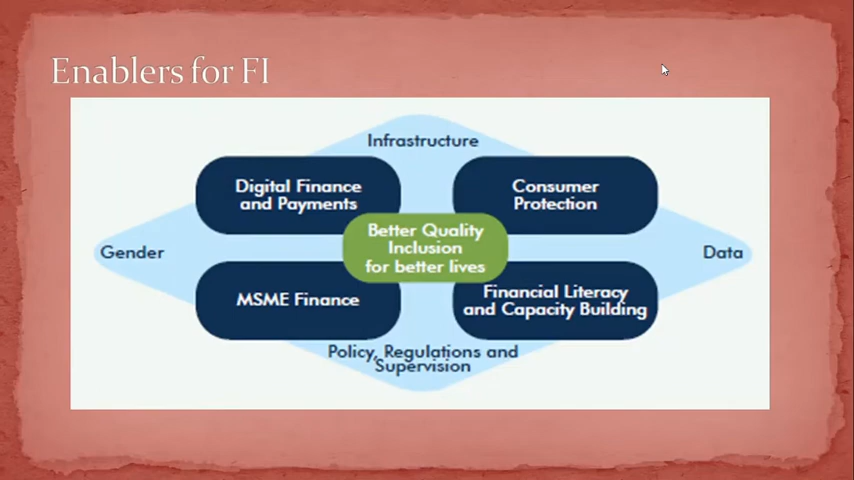 Enablers for FI
Infrastructure
Digital Finance
and Payments
Consumer
Protection
Better Quality
Inclusion
for better lives
Gender
Data
MSME Finance
Financial Literacy
and Capacity Building
Policy, Regulations and
Supervision